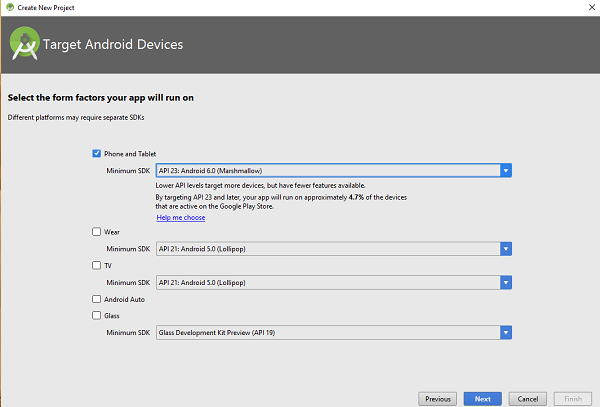 Create New Project
Target Android Devices
Select the form factors your app will run on
Different platforms may require separate SDKs
Phone and Tablet
Minimum SDK API 23: Android 6.0 (Marshmallow)
Lower API levels target more devices, but have fewer features available.
By targeting API 23 and later, your app will run on approximately 4.7% of the devices
that are active on the Google Play Store.
Help me choose
Wear
Minimum SDK API 21: Android 5.0 (Lollipop)
TV
Minimum SDK API 21: Android 5.0 (Lollipop)
Android Auto
Glass
Minimum SDK Glass Development Kit Preview (API 19)
Previous Next Cancel Finish